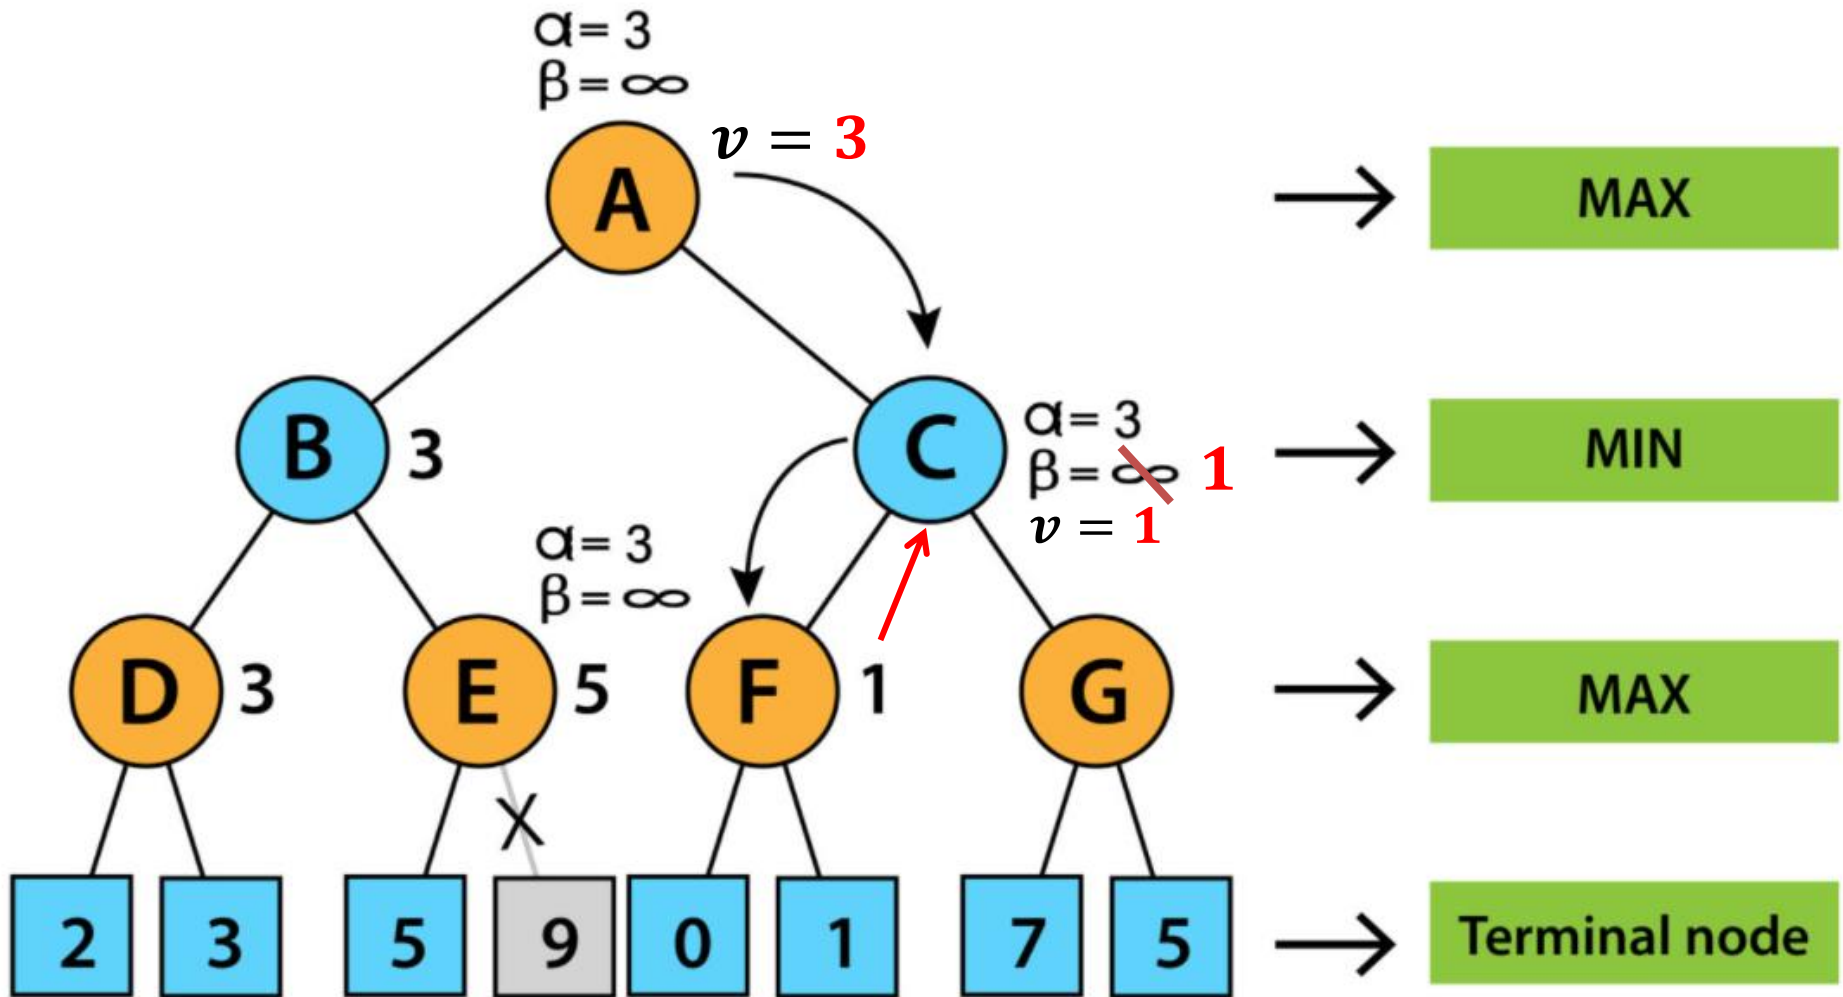 α= 3
β= ∞
v = 3
A
MAX
B
3
C
α= 3
β= ∞ 1
v = 1
MIN
α= 3
β= ∞
D
3
E
5
F
1
G
MAX
X
2
3
5
9
0
1
7
5
Terminal node